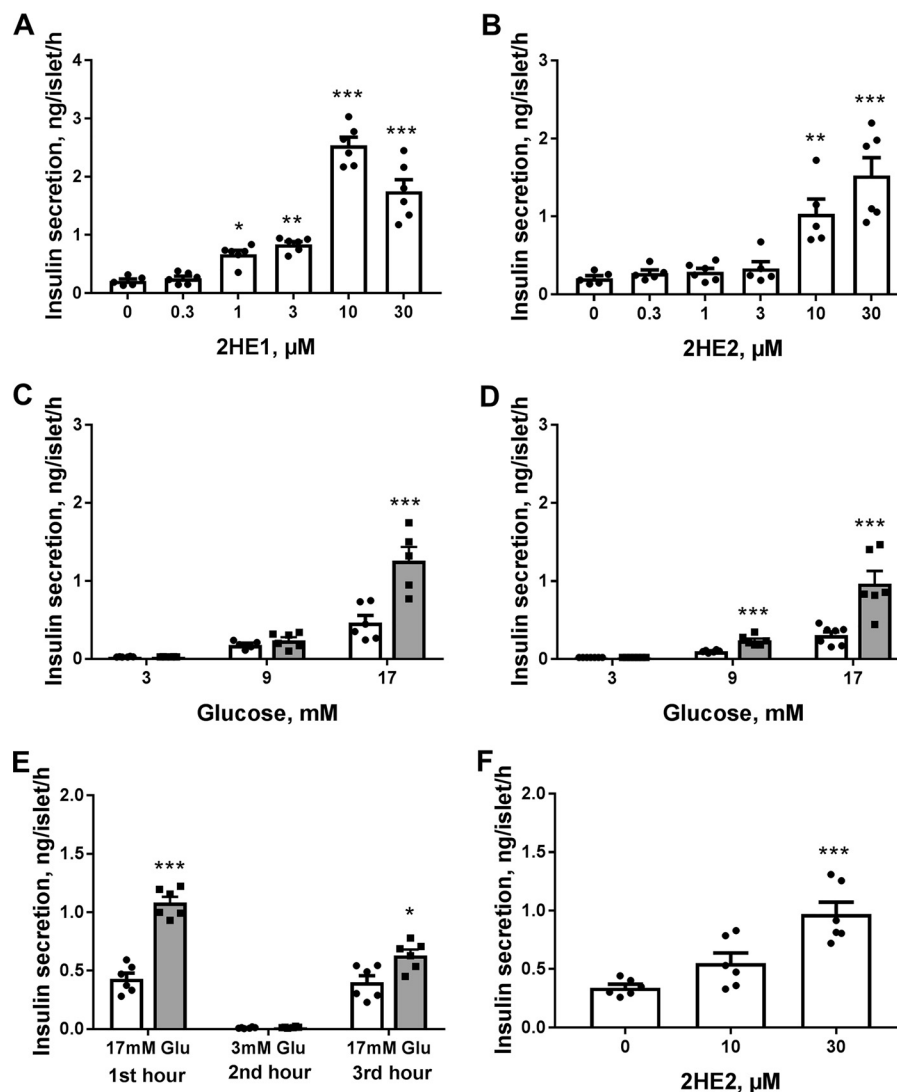 A
Insulin secretion, ng/islet/h
4
3
2
1
0
* ** *** ***
0 0.3 1 3 10 30
2HE1, µM
B
Insulin secretion, ng/islet/h
3
2
1
0
** ***
0 0.3 1 3 10 30
2HE2, µM
C
Insulin secretion, ng/islet/h
3
2
1
0
***
3 9 17
Glucose, mM
D
Insulin secretion, ng/islet/h
3
2
1
0
*** ***
3 9 17
Glucose, mM
E
Insulin secretion, ng/islet/h
2.0
1.5
1.0
0.5
0.0
*** *
17mM Glu 3mM Glu 17mM Glu
1st hour 2nd hour 3rd hour
F
Insulin secretion, ng/islet/h
2.0
1.5
1.0
0.5
0.0
***
0 10 30
2HE2, µM